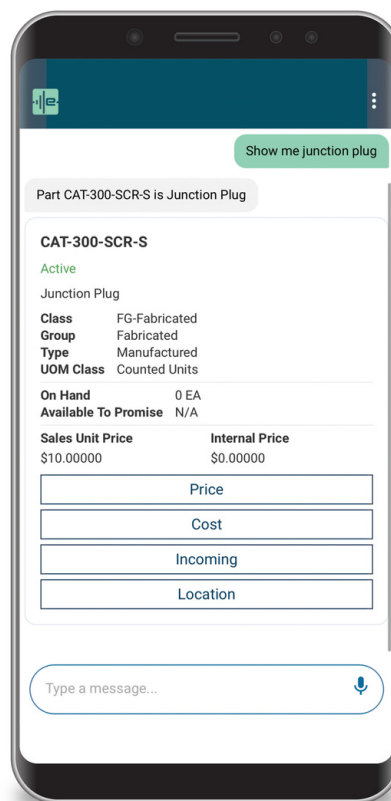 e
Show me junction plug
Part CAT-300-SCR-S is Junction Plug
CAT-300-SCR-S
Active
Junction Plug
Class FG-Fabricated
Group Fabricated
Type Manufactured
UOM Class Counted Units
On Hand 0 EA
Available To Promise N/A
Sales Unit Price Internal Price
$10.00000 $0.00000
Price
Cost
Incoming
Location
Type a message...